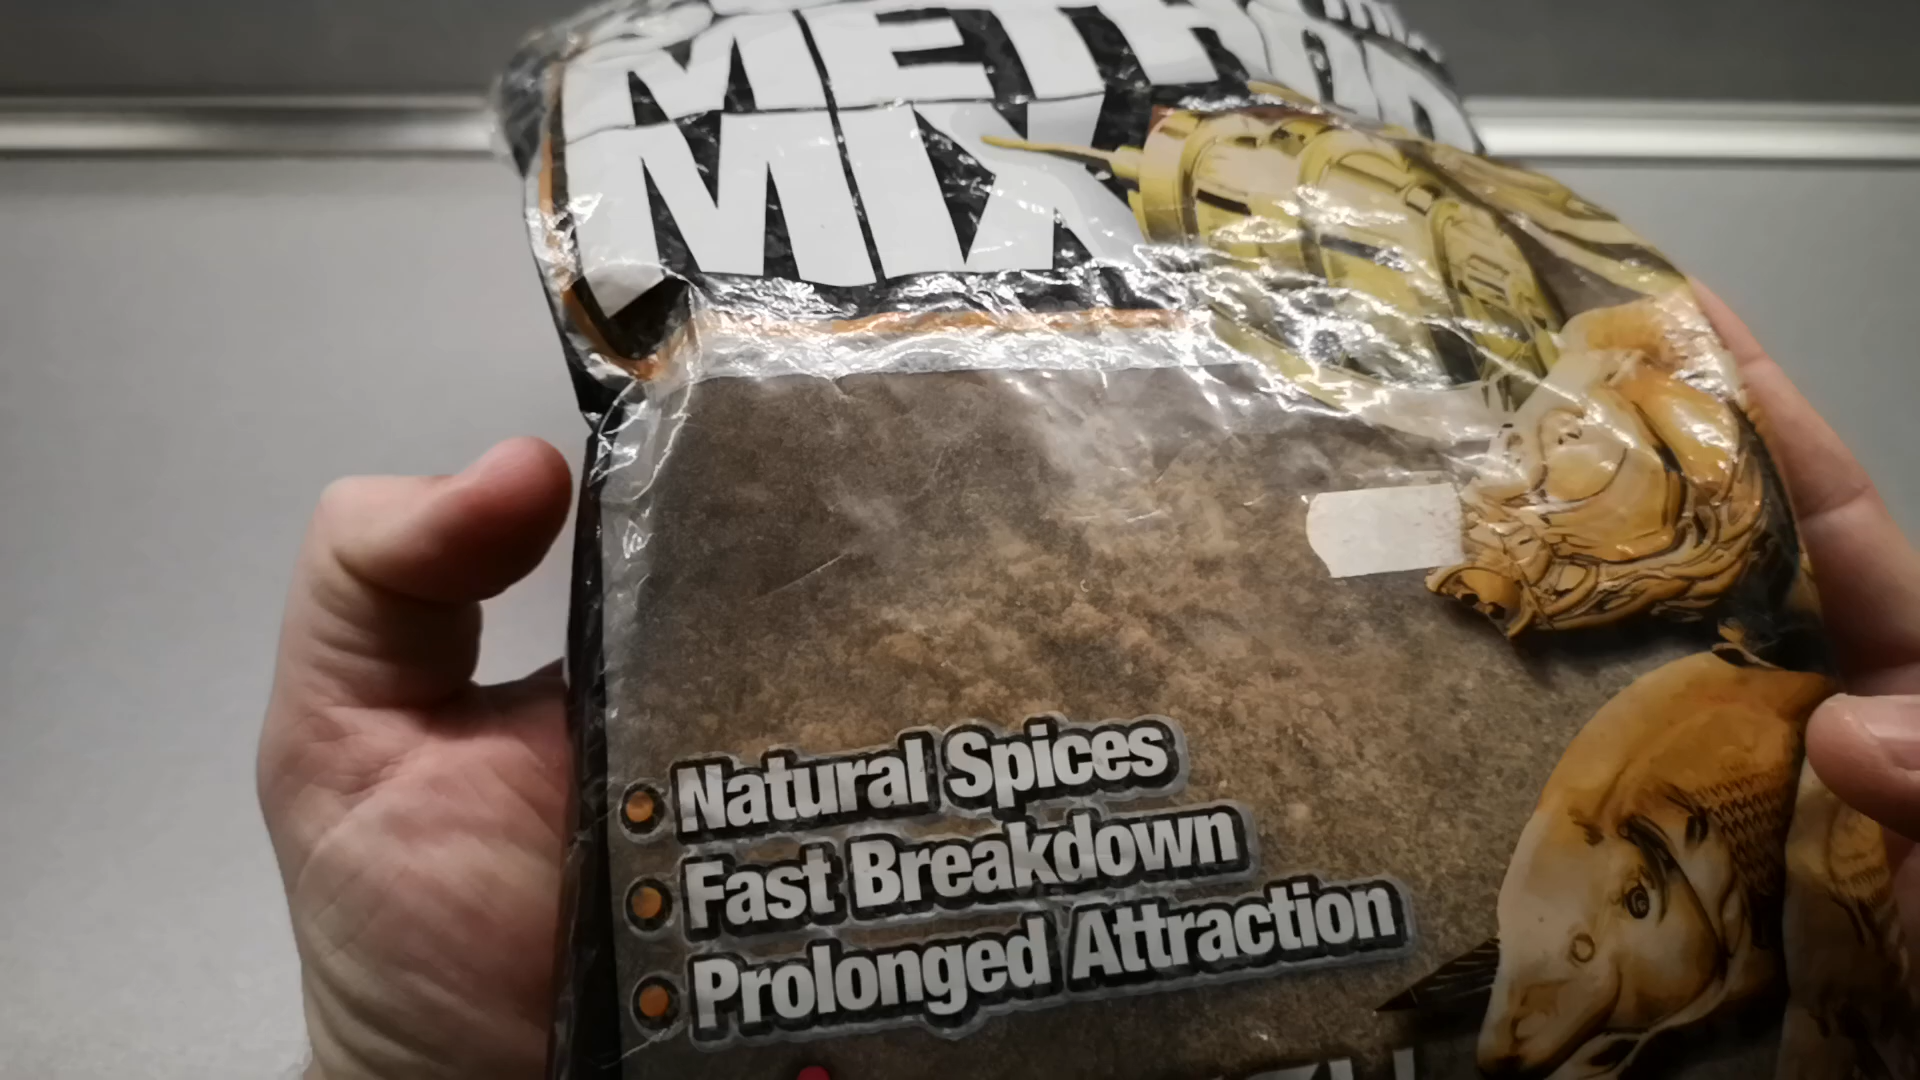 METHOD
MIX
Natural Spices
Fast Breakdown
Prolonged Attraction